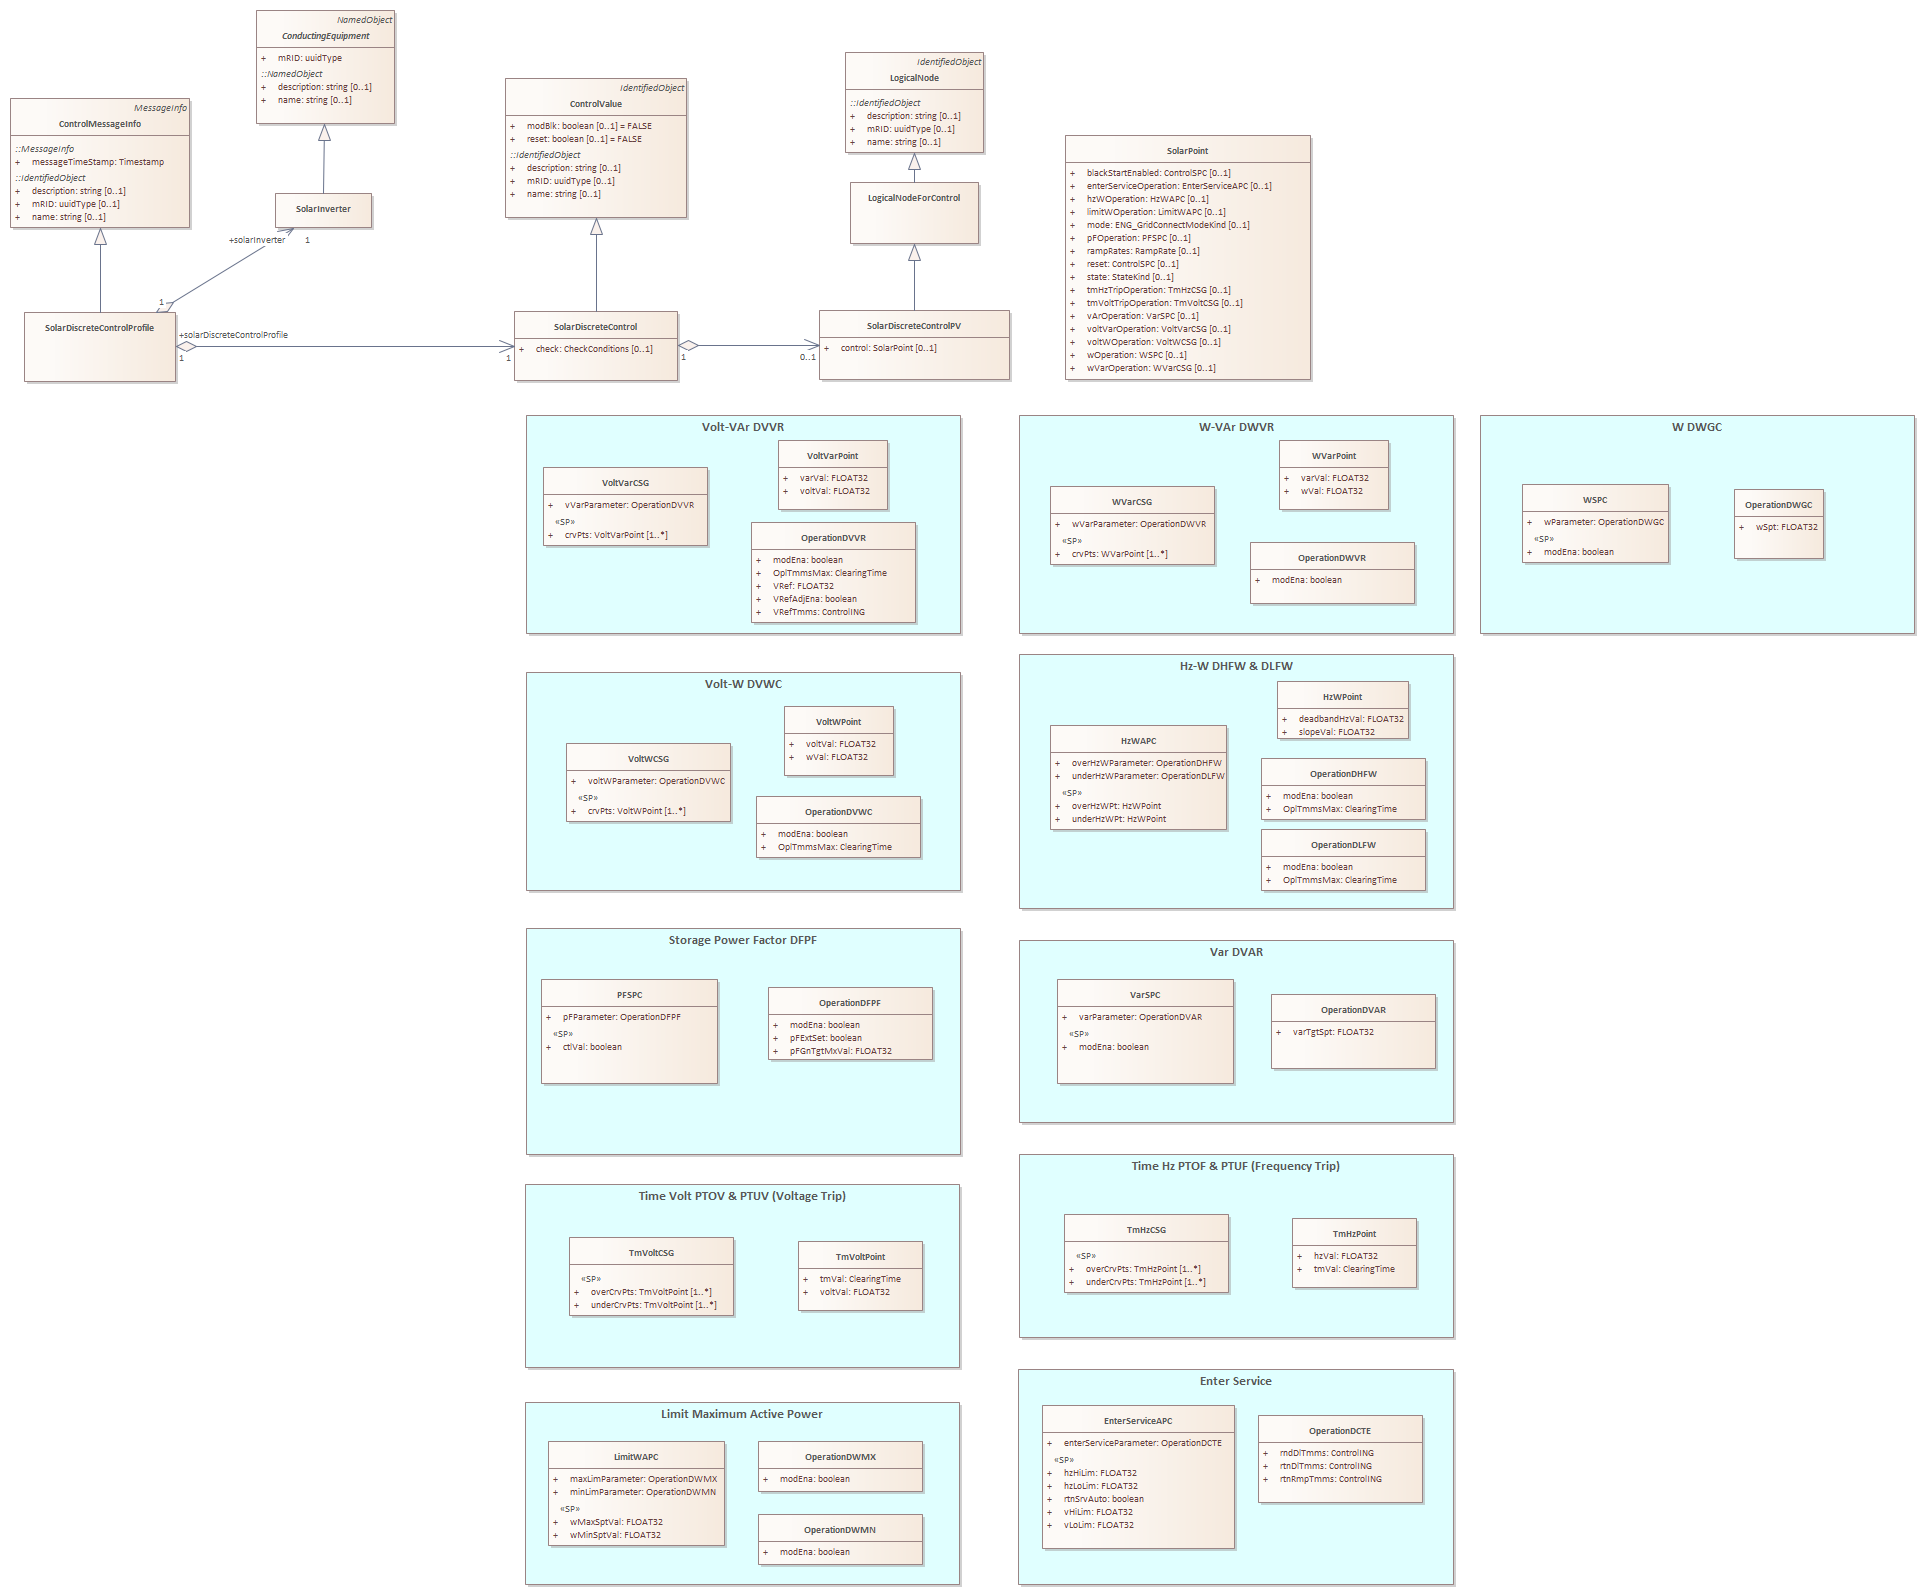 NamedObject
ConductingEquipment
+ mRID: uuidType
::NamedObject
+ description: string [0..1]
+ name: string [0..1]
MessageInfo
ControlMessageInfo
::MessageInfo
+ messageTimeStamp: Timestamp
::IdentifiedObject
+ description: string [0..1]
+ mRID: uuidType [0..1]
+ name: string [0..1]
SolarInverter
+solarInverter 1
1
SolarDiscreteControlProfile
+solarDiscreteControlProfile
1
1
IdentifiedObject
ControlValue
+ modBlk: boolean [0..1] = FALSE
+ reset: boolean [0..1] = FALSE
::IdentifiedObject
+ description: string [0..1]
+ mRID: uuidType [0..1]
+ name: string [0..1]
SolarDiscreteControl
+ check: CheckConditions [0..1]
1
0..1
IdentifiedObject
LogicalNode
::IdentifiedObject
+ description: string [0..1]
+ mRID: uuidType [0..1]
+ name: string [0..1]
LogicalNodeForControl
SolarDiscreteControlPV
+ control: SolarPoint [0..1]
SolarPoint
+ blackStartEnabled: ControlSPC [0..1]
+ enterServiceOperation: EnterServiceAPC [0..1]
+ hzWOperation: HzWAPC [0..1]
+ limitWOperation: LimitWAPC [0..1]
+ mode: ENG_GridConnectModeKind [0..1]
+ pFOperation: PFSPC [0..1]
+ rampRates: RampRate [0..1]
+ reset: ControlSPC [0..1]
+ state: StateKind [0..1]
+ tmHzTripOperation: TmHzCSG [0..1]
+ tmVoltTripOperation: TmVoltCSG [0..1]
+ vArOperation: VarSPC [0..1]
+ voltVarOperation: VoltVarCSG [0..1]
+ voltWOperation: VoltWCSG [0..1]
+ wOperation: WSPC [0..1]
+ wVarOperation: WVarCSG [0..1]
Volt-VAr DVVR
VoltVarCSG
+ vVarParameter: OperationDVVR
«SP»
+ crvPts: VoltVarPoint [1..*]
VoltVarPoint
+ varVal: FLOAT32
+ voltVal: FLOAT32
OperationDVVR
+ modEna: boolean
+ OplTmmsMax: ClearingTime
+ VRef: FLOAT32
+ VRefAdjEna: boolean
+ VRefTmms: ControlING
W-VAr DWVR
WVarCSG
+ wVarParameter: OperationDWVR
«SP»
+ crvPts: WVarPoint [1..*]
WVarPoint
+ varVal: FLOAT32
+ wVal: FLOAT32
OperationDWVR
+ modEna: boolean
W DWGC
WSPC
+ wParameter: OperationDWGC
«SP»
+ modEna: boolean
OperationDWGC
+ wSpt: FLOAT32
Volt-W DVWC
VoltWCSG
+ voltWParameter: OperationDVWC
«SP»
+ crvPts: VoltWPoint [1..*]
VoltWPoint
+ voltVal: FLOAT32
+ wVal: FLOAT32
OperationDVWC
+ modEna: boolean
+ OplTmmsMax: ClearingTime
Hz-W DHFW & DLFW
HzWAPC
+ overHzWParameter: OperationDHFW
+ underHzWParameter: OperationDLFW
«SP»
+ overHzWPt: HzWPoint
+ underHzWPt: HzWPoint
HzWPoint
+ deadbandHzVal: FLOAT32
+ slopeVal: FLOAT32
OperationDHFW
+ modEna: boolean
+ OplTmmsMax: ClearingTime
OperationDLFW
+ modEna: boolean
+ OplTmmsMax: ClearingTime
Storage Power Factor DFPF
PFSPC
+ pFParameter: OperationDFPF
«SP»
+ ctlVal: boolean
OperationDFPF
+ modEna: boolean
+ pFExtSet: boolean
+ pFGnTgtMxVal: FLOAT32
Var DVAR
VarSPC
+ varParameter: OperationDVAR
«SP»
+ modEna: boolean
OperationDVAR
+ varTgtSpt: FLOAT32
Time Volt PTOV & PTUV (Voltage Trip)
TmVoltCSG
«SP»
+ overCrvPts: TmVoltPoint [1..*]
+ underCrvPts: TmVoltPoint [1..*]
TmVoltPoint
+ tmVal: ClearingTime
+ voltVal: FLOAT32
Time Hz PTOF & PTUF (Frequency Trip)
TmHzCSG
«SP»
+ overCrvPts: TmHzPoint [1..*]
+ underCrvPts: TmHzPoint [1..*]
TmHzPoint
+ hzVal: FLOAT32
+ tmVal: ClearingTime
Limit Maximum Active Power
LimitWAPC
+ maxLimParameter: OperationDWMX
+ minLimParameter: OperationDWMN
«SP»
+ wMaxSptVal: FLOAT32
+ wMinSptVal: FLOAT32
OperationDWMX
+ modEna: boolean
OperationDWMN
+ modEna: boolean
Enter Service
EnterServiceAPC
+ enterServiceParameter: OperationDCTE
«SP»
+ hzHiLim: FLOAT32
+ hzLoLim: FLOAT32
+ rtnSrvAuto: boolean
+ vHiLim: FLOAT32
+ vLoLim: FLOAT32
OperationDCTE
+ rndDlTmms: ControlING
+ rtnDlTmms: ControlING
+ rtnRmpTmms: ControlING